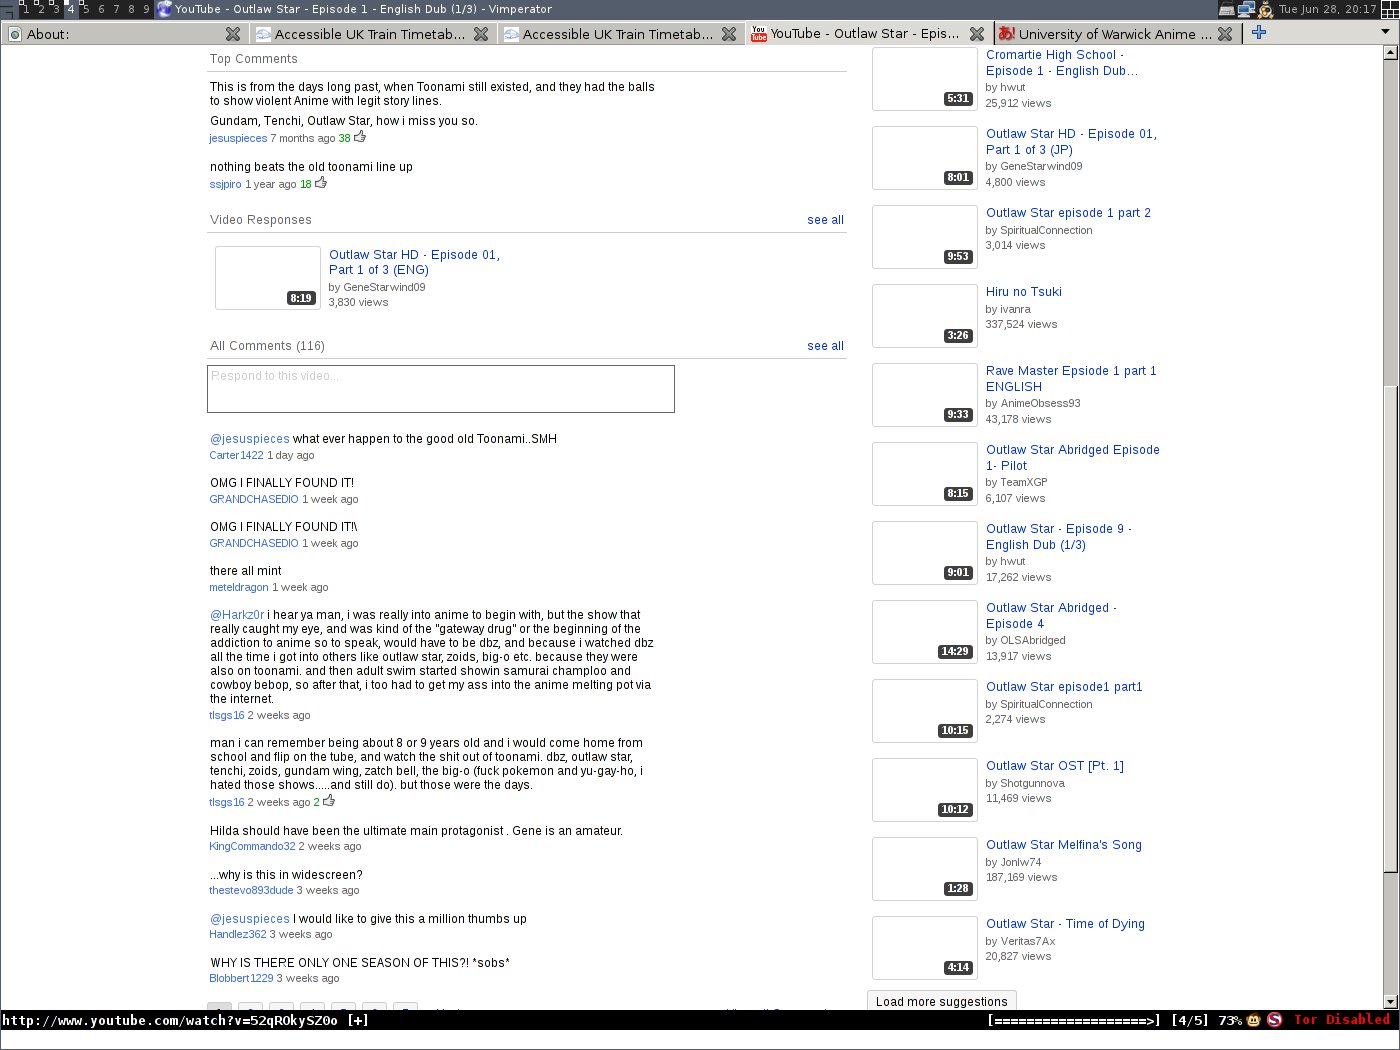 1 2 3 4 5 6 7 8 9 YouTube - Outlaw Star - Episode 1 - English Dub (1/3) - Vimperator Tue Jun 28, 20:17
About: Accessible UK Train Timetab... Accessible UK Train Timetab... YouTube - Outlaw Star - Epis... University of Warwick Anime ...
Top Comments
This is from the days long past, when Toonami still existed, and they had the balls
to show violent Anime with legit story lines.
Gundam, Tenchi, Outlaw Star, how i miss you so.
jesuspieces 7 months ago 38
nothing beats the old toonami line up
ssjpiro 1 year ago 18
Video Responses see all
8:19
Outlaw Star HD - Episode 01,
Part 1 of 3 (ENG)
by GeneStarwind09
3,830 views
All Comments (116) see all
Respond to this video...
@jesuspieces what ever happen to the good old Toonami..SMH
Carter1422 1 day ago
OMG I FINALLY FOUND IT!
GRANDCHASEDIO 1 week ago
OMG I FINALLY FOUND IT!\
GRANDCHASEDIO 1 week ago
there all mint
meteldragon 1 week ago
@Harkz0r i hear ya man, i was really into anime to begin with, but the show that
really caught my eye, and was kind of the "gateway drug" or the beginning of the
addiction to anime so to speak, would have to be dbz, and because i watched dbz
all the time i got into others like outlaw star, zoids, big-o etc. because they were
also on toonami. and then adult swim started showin samurai champloo and
cowboy bebop, so after that, i too had to get my ass into the anime melting pot via
the internet.
tlsgs16 2 weeks ago
man i can remember being about 8 or 9 years old and i would come home from
school and flip on the tube, and watch the shit out of toonami. dbz, outlaw star,
tenchi, zoids, gundam wing, zatch bell, the big-o (fuck pokemon and yu-gay-ho, i
hated those shows.....and still do). but those were the days.
tlsgs16 2 weeks ago 2
Hilda should have been the ultimate main protagonist . Gene is an amateur.
KingCommando32 2 weeks ago
...why is this in widescreen?
thestevo893dude 3 weeks ago
@jesuspieces I would like to give this a million thumbs up
Handlez362 3 weeks ago
WHY IS THERE ONLY ONE SEASON OF THIS?! *sobs*
Blobbert1229 3 weeks ago
5:31
Cromartie High School -
Episode 1 - English Dub...
by hwut
25,912 views
8:01
Outlaw Star HD - Episode 01,
Part 1 of 3 (JP)
by GeneStarwind09
4,800 views
9:53
Outlaw Star episode 1 part 2
by SpiritualConnection
3,014 views
3:26
Hiru no Tsuki
by ivanra
337,524 views
9:33
Rave Master Epsiode 1 part 1
ENGLISH
by AnimeObsess93
43,178 views
8:15
Outlaw Star Abridged Episode
1- Pilot
by TeamXGP
6,107 views
9:01
Outlaw Star - Episode 9 -
English Dub (1/3)
by hwut
17,262 views
14:29
Outlaw Star Abridged -
Episode 4
by OLSAbridged
13,917 views
10:15
Outlaw Star episode1 part1
by SpiritualConnection
2,274 views
10:12
Outlaw Star OST [Pt. 1]
by Shotgunnova
11,469 views
1:28
Outlaw Star Melfina's Song
by Jonlw74
187,169 views
4:14
Outlaw Star - Time of Dying
by Veritas7Ax
20,827 views
Load more suggestions
http://www.youtube.com/watch?v=52qROkySZ0o [+] [===================>] [4/5] 73% Tor Disabled